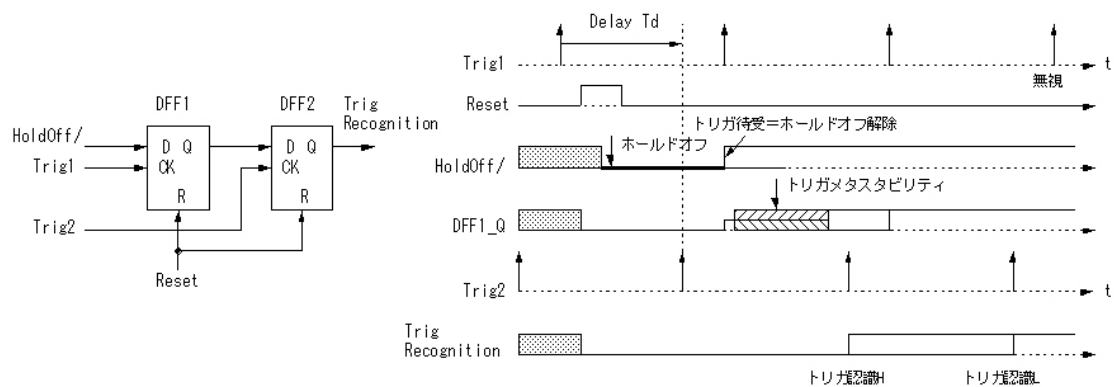 DFF1
DFF2
Trig
Recognition
HoldOff/
Trig1
Trig2
D Q
CK
R
D Q
CK
R
Reset
Delay Td
Trig1
t
無視
Reset
トリガ待受=ホールドオフ解除
ホールドオフ
HoldOff/
トリガメタスタビリティ
DFF1_Q
Trig2
t
Trig
Recognition
トリガ認識H
トリガ認識L